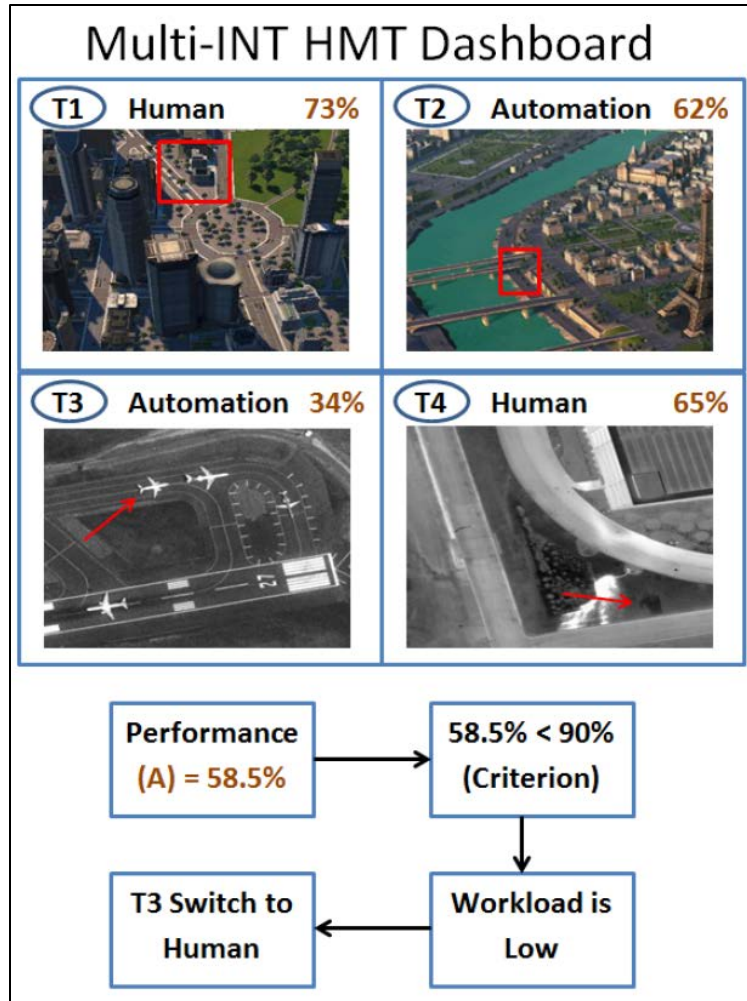 Multi-INT HMT Dashboard
T1 Human 73%
T2 Automation 62%
T3 Automation 34%
27
T4 Human 65%
Performance
(A) = 58.5%
58.5% < 90%
(Criterion)
T3 Switch to
Human
Workload is
Low